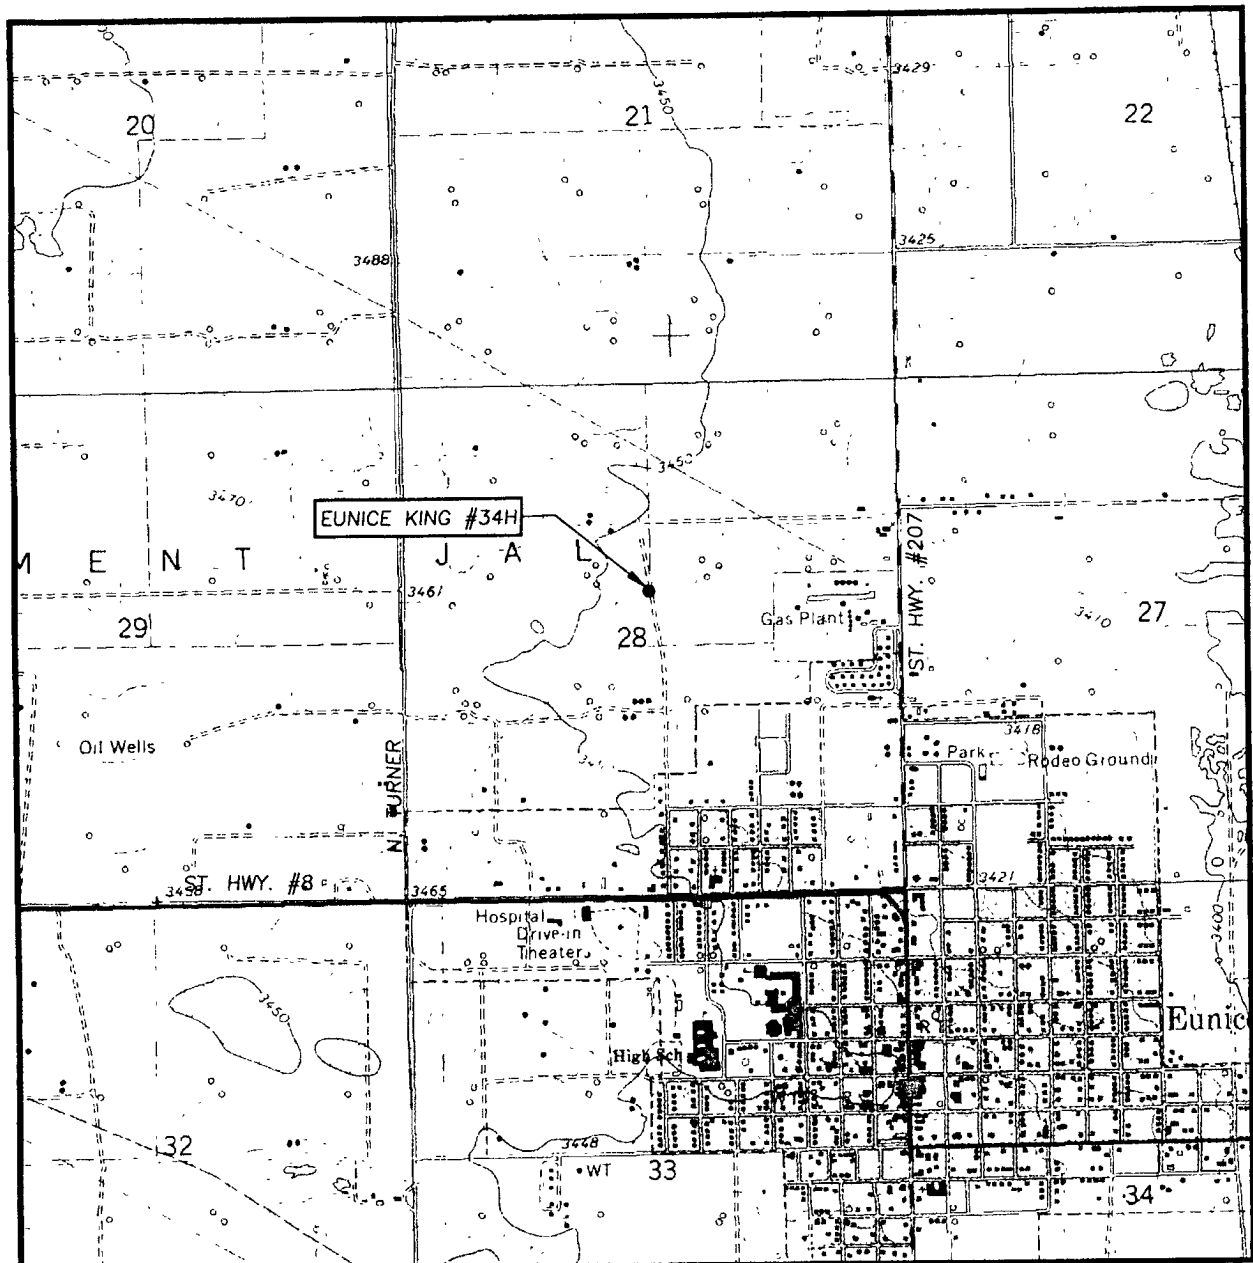 3429
3450
20
21
22
3425
3488
3450
3470
EUNICE KING #34H
ST. HWY. #207
M E N T
J A L
3461
3410
27
29
28
Gas Plant
3418
Park
Rodeo Ground
Oil Wells
N TURNER
ST. HWY. #8
3458
3465
3421
Hospital
Drive-in
Theater
3400
3450
Eunice
High Sch
3448
32
33
WT
34